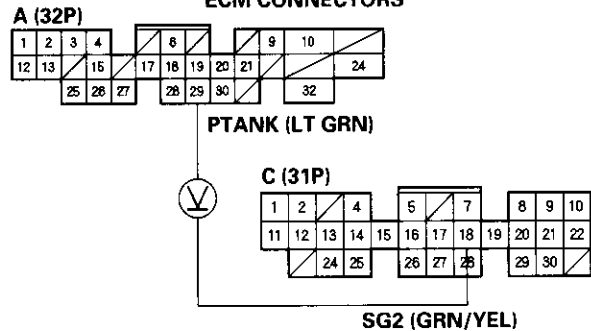 ECM CONNECTORS
A (32P)
1 2 3 4 6 9 10
12 13 15 17 18 19 20 21 24
25 26 27 28 29 30 32
PTANK (LT GRN)
V
C (31P)
1 2 4 5 7 8 9 10
11 12 13 14 15 16 17 18 19 20 21 22
24 25 26 27 28 29 30
SG2 (GRN/YEL)